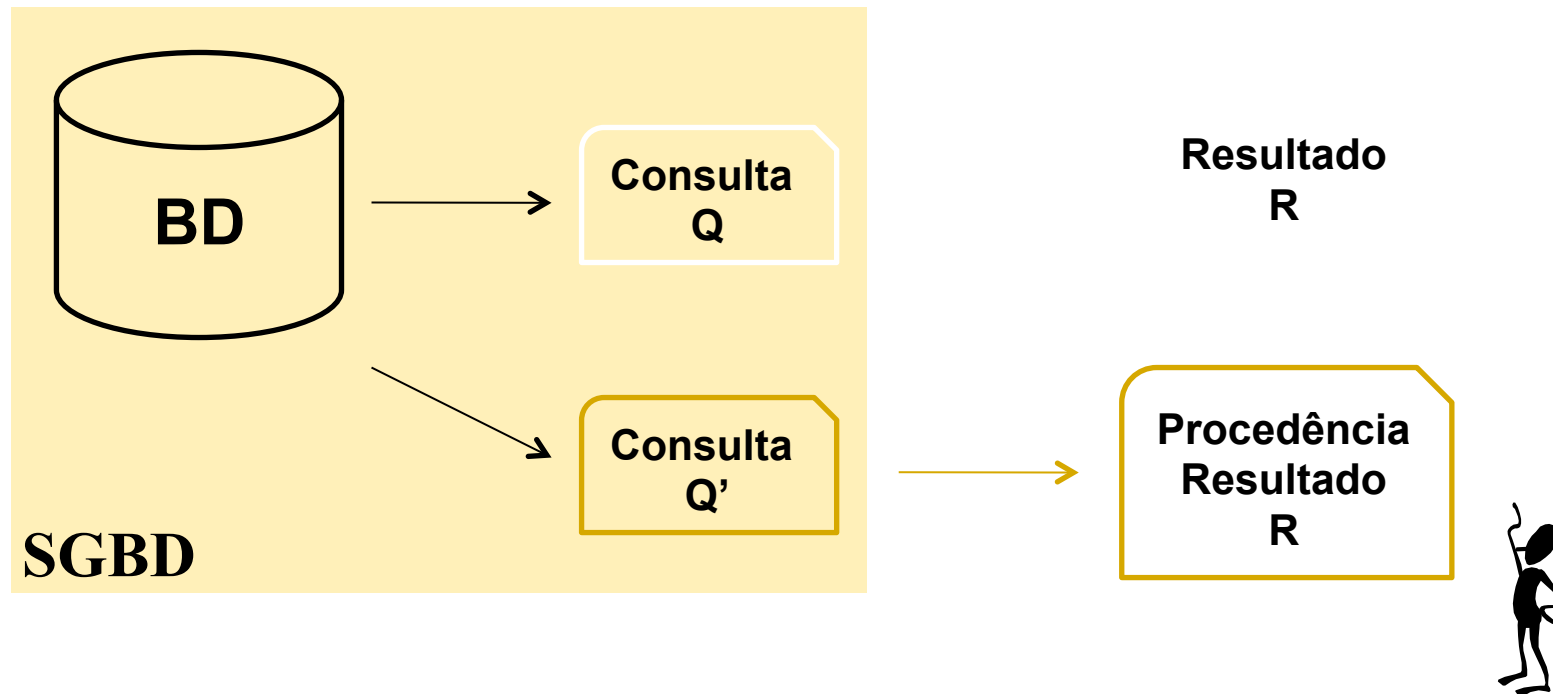 BD
Consulta
Q
Resultado
R
Consulta
Q’
Procedência
Resultado
R
SGBD